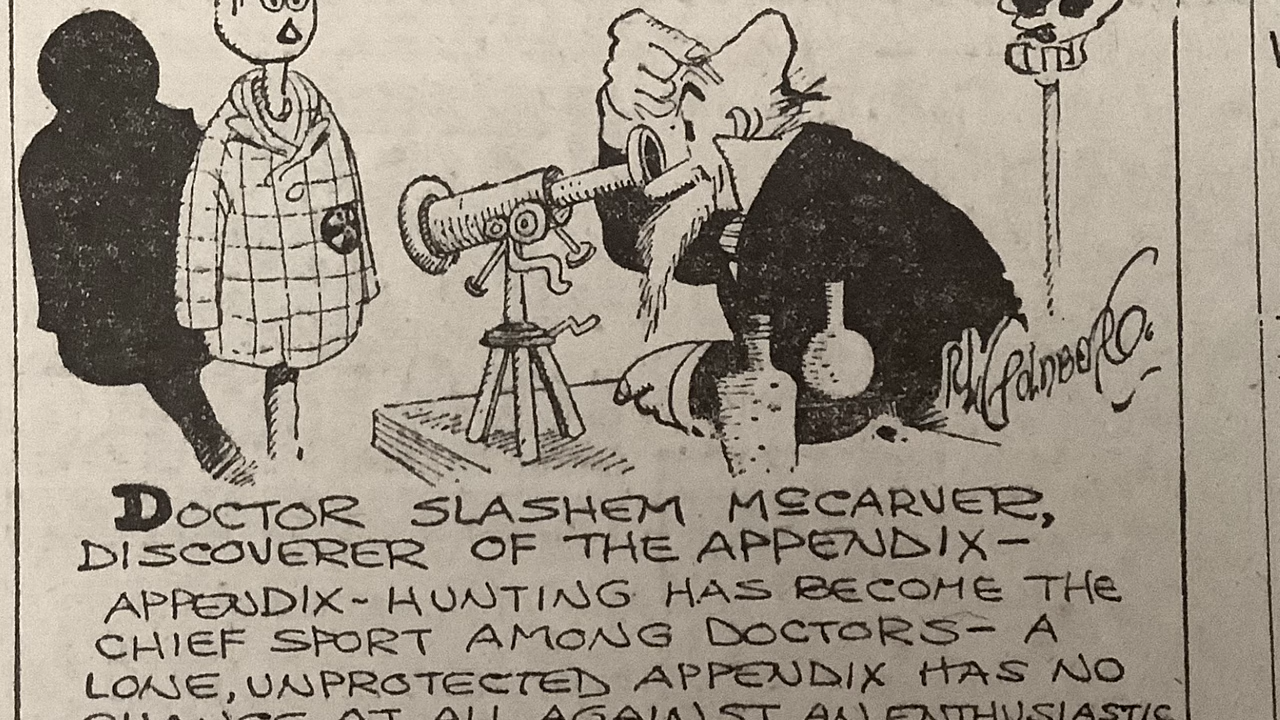 RL Goldberg.
DOCTOR SLASHEM McCARVER,
DISCOVERER OF THE APPENDIX-
APPENDIX-HUNTING HAS BECOME THE
CHIEF SPORT AMONG DOCTORS- A
LONE, UNPROTECTED APPENDIX HAS NO
CHANCE AT ALL AGAINST AN ENTHUSIASTIC